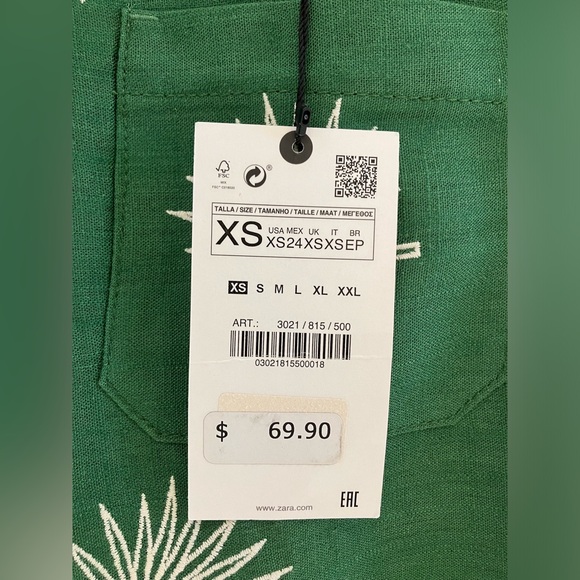 FSC
®
TALLA / SIZE / TAMANHO / TAILLE / MAAT / ΜΕΓΕΘΟΣ
XS USA MEX UK IT BR
XS 24 XS XS EP
XS S M L XL XXL
ART.: 3021 / 815 / 500
03021815500018
$ 69.90
www.zara.com
EAC